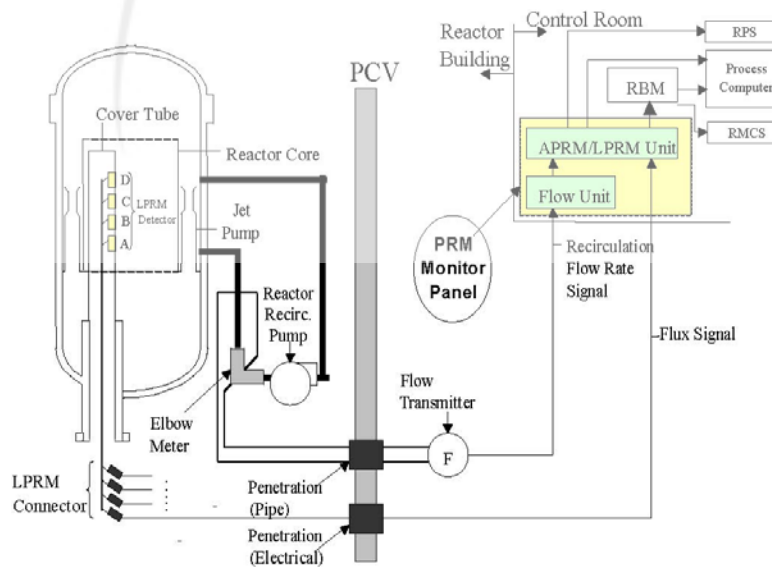 Control Room
Reactor
Building
RPS
Process
Computer
RBM
RMCS
PCV
Cover Tube
Reactor Core
APRM/LPRM Unit
D
C
B
A
LPRM
Detector
Jet
Pump
Flow Unit
PRM
Monitor
Panel
Recirculation
Flow Rate
Signal
Reactor
Recirc.
Pump
Flux Signal
Elbow
Meter
Flow
Transmitter
F
LPRM
Connector
Penetration
(Pipe)
Penetration
(Electrical)